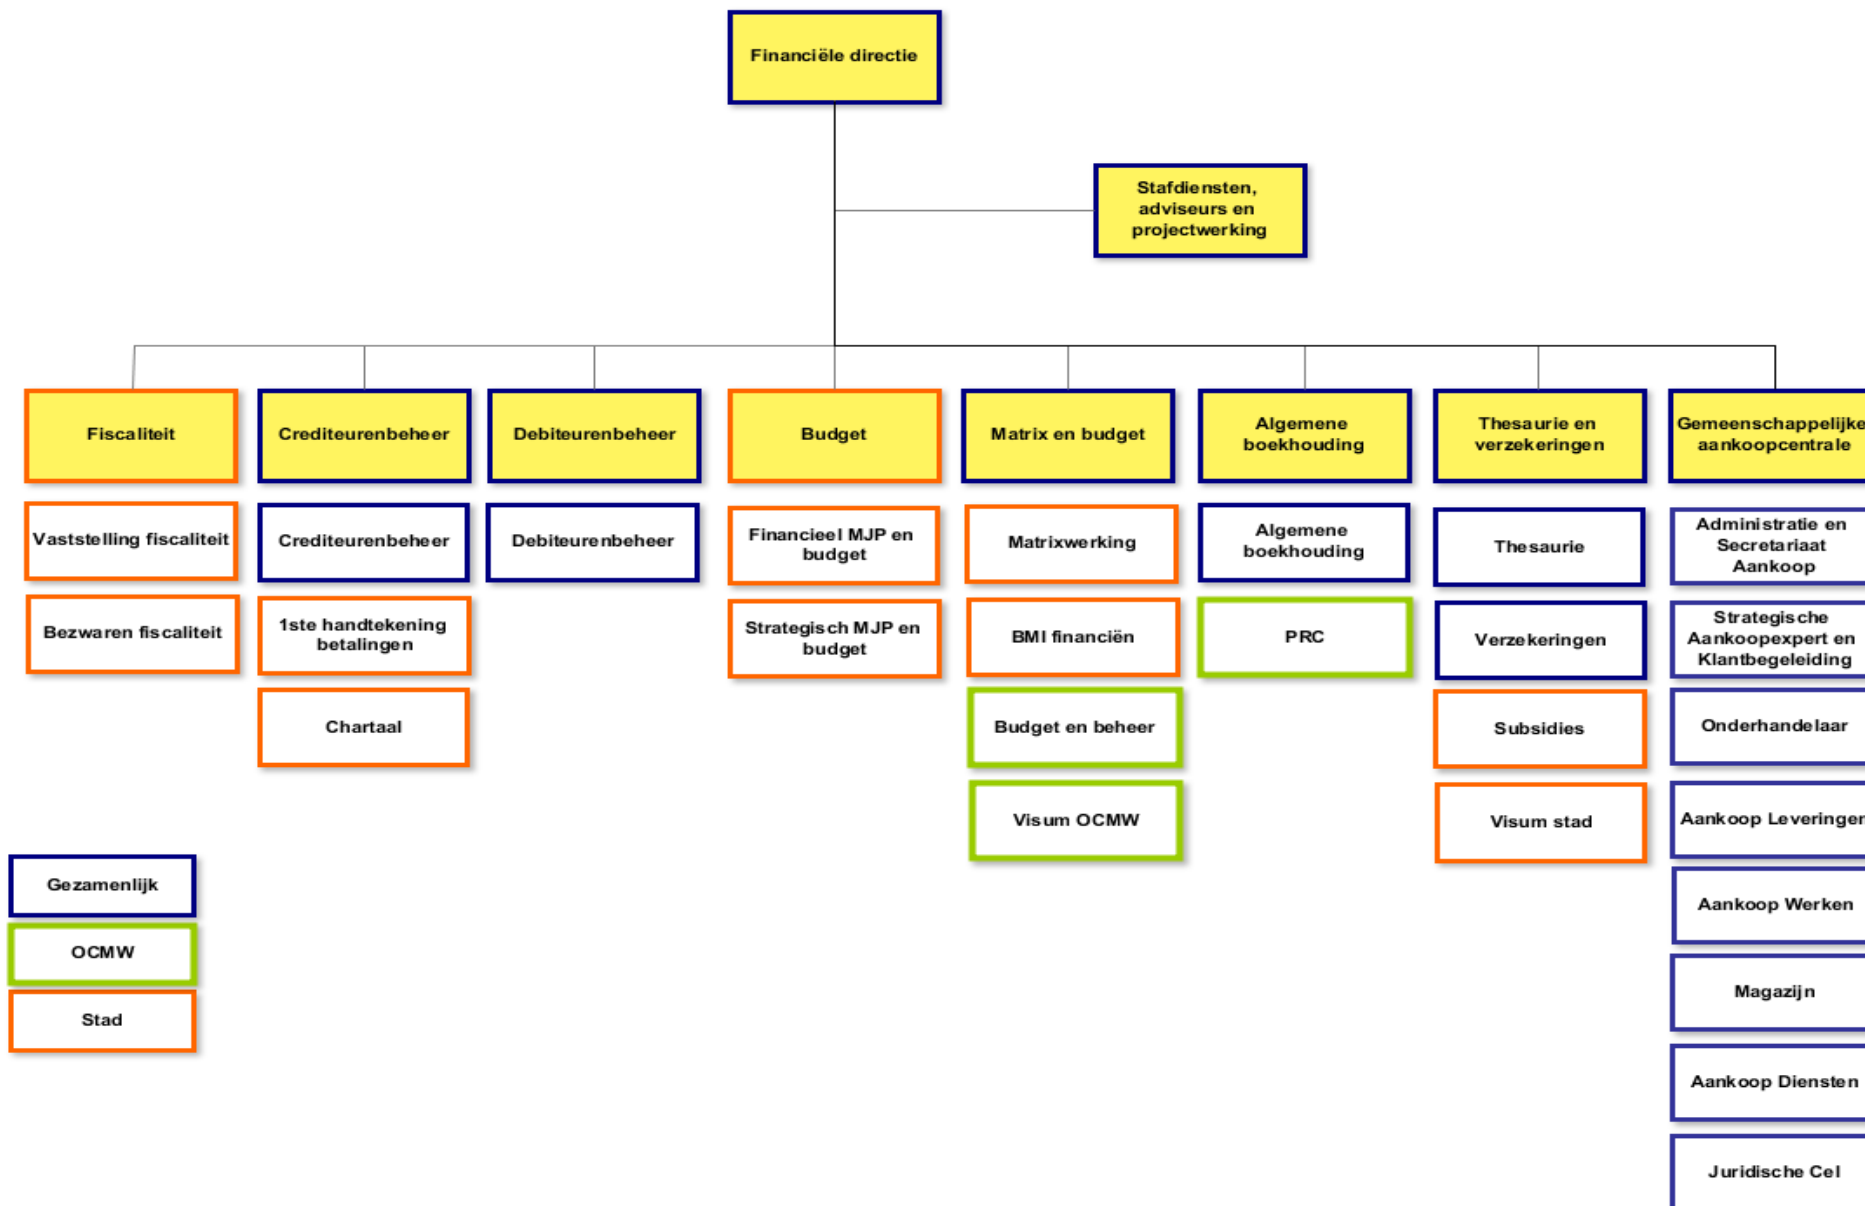 Financiële directie
Stafdiensten,
adviseurs en
projectwerking
Fiscaliteit
Crediteurenbeheer
Debiteurenbeheer
Budget
Matrix en budget
Algemene
boekhouding
Thesaurie en
verzekeringen
Gemeenschappelijke
aankoopcentrale
Vaststelling fiscaliteit
Bezwaren fiscaliteit
Crediteurenbeheer
1ste handtekening
betalingen
Chartaal
Debiteurenbeheer
Financieel MJP en
budget
Strategisch MJP en
budget
Matrixwerking
BMI financiën
Budget en beheer
Visum OCMW
Algemene
boekhouding
PRC
Thesaurie
Verzekeringen
Subsidies
Visum stad
Administratie en
Secretariaat
Aankoop
Strategische
Aankoopexpert en
Klantbegeleiding
Onderhandelaar
Aankoop Leveringen
Aankoop Werken
Magazijn
Aankoop Diensten
Juridische Cel
Gezamenlijk
OCMW
Stad